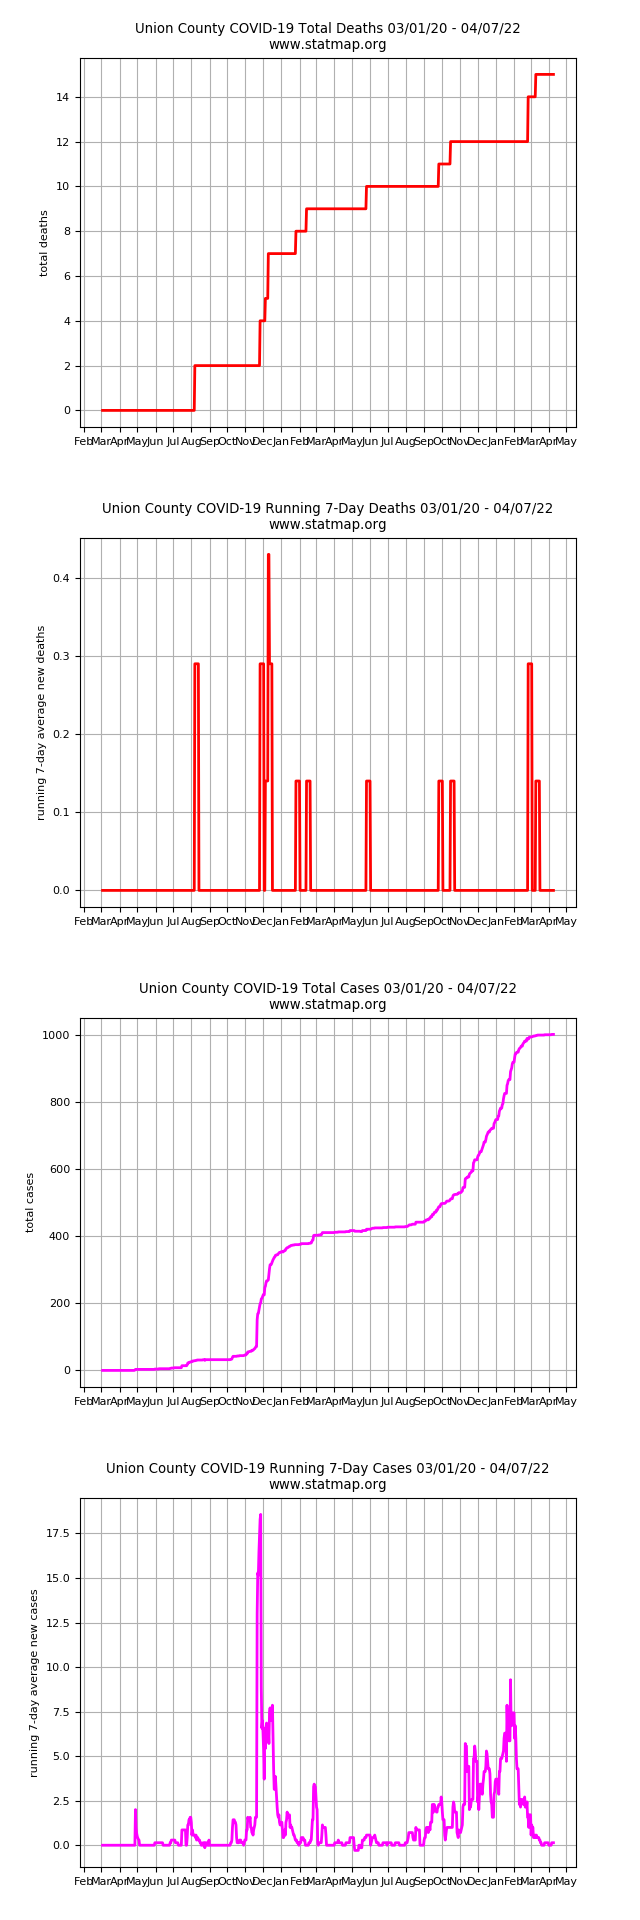 Union County COVID-19 Total Deaths 03/01/20 - 04/07/22
www.statmap.org
14
12
10
8
6
4
2
0
total deaths
Feb Mar Apr May Jun Jul Aug Sep Oct Nov Dec Jan Feb Mar Apr May Jun Jul Aug Sep Oct Nov Dec Jan Feb Mar Apr May
Union County COVID-19 Running 7-Day Deaths 03/01/20 - 04/07/22
www.statmap.org
0.4
0.3
0.2
0.1
0.0
running 7-day average new deaths
Feb Mar Apr May Jun Jul Aug Sep Oct Nov Dec Jan Feb Mar Apr May Jun Jul Aug Sep Oct Nov Dec Jan Feb Mar Apr May
Union County COVID-19 Total Cases 03/01/20 - 04/07/22
www.statmap.org
1000
800
600
400
200
0
total cases
Feb Mar Apr May Jun Jul Aug Sep Oct Nov Dec Jan Feb Mar Apr May Jun Jul Aug Sep Oct Nov Dec Jan Feb Mar Apr May
Union County COVID-19 Running 7-Day Cases 03/01/20 - 04/07/22
www.statmap.org
17.5
15.0
12.5
10.0
7.5
5.0
2.5
0.0
running 7-day average new cases
Feb Mar Apr May Jun Jul Aug Sep Oct Nov Dec Jan Feb Mar Apr May Jun Jul Aug Sep Oct Nov Dec Jan Feb Mar Apr May